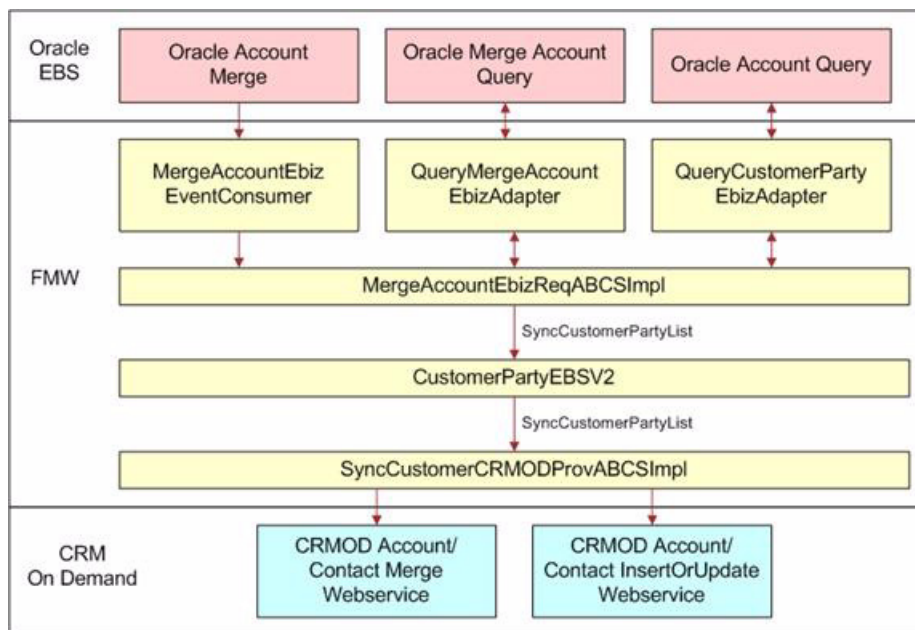 Oracle
EBS
Oracle Account
Merge
Oracle Merge Account
Query
Oracle Account Query
FMW
MergeAccountEbiz
EventConsumer
QueryMergeAccount
EbizAdapter
QueryCustomerParty
EbizAdapter
MergeAccountEbizReqABCSImpl
SyncCustomerPartyList
CustomerPartyEBSV2
SyncCustomerPartyList
SyncCustomerCRMODProvABCSImpl
CRM
On Demand
CRMOD Account/
Contact Merge
Webservice
CRMOD Account/
Contact InsertOrUpdate
Webservice